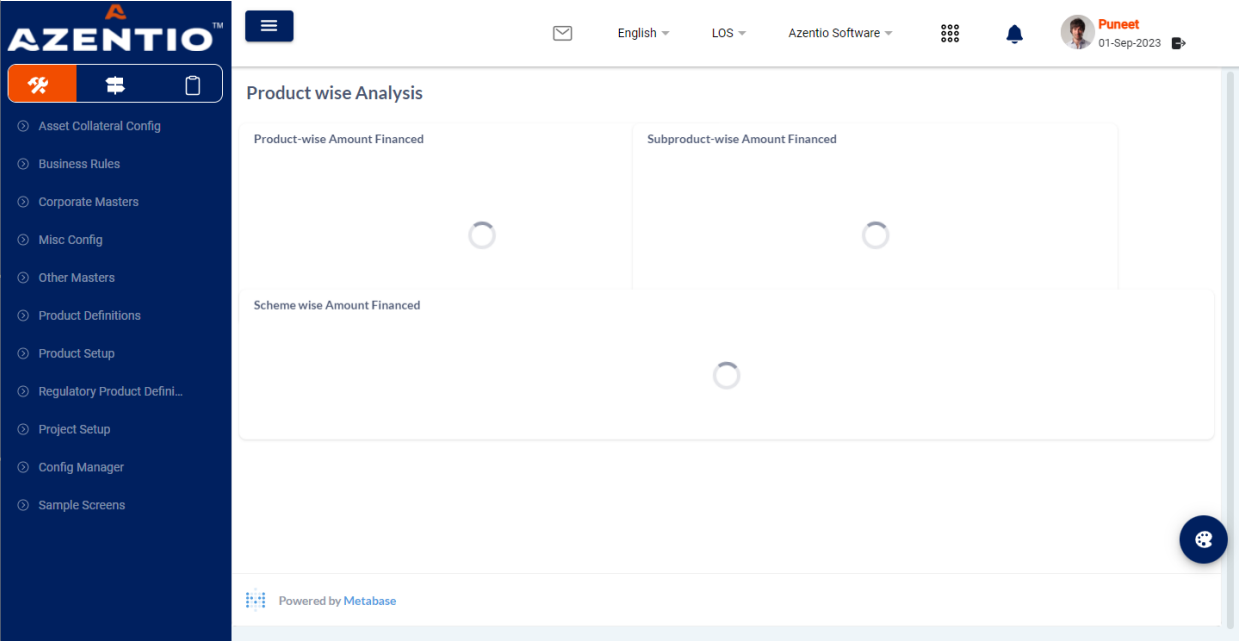 AZENTIO™
English
LOS
Azentio Software
Puneet
01-Sep-2023
Asset Collateral Config
Business Rules
Corporate Masters
Misc Config
Other Masters
Product Definitions
Product Setup
Regulatory Product Defini...
Project Setup
Config Manager
Sample Screens
Product wise Analysis
Product-wise Amount Financed
Subproduct-wise Amount Financed
Scheme wise Amount Financed
Powered by Metabase